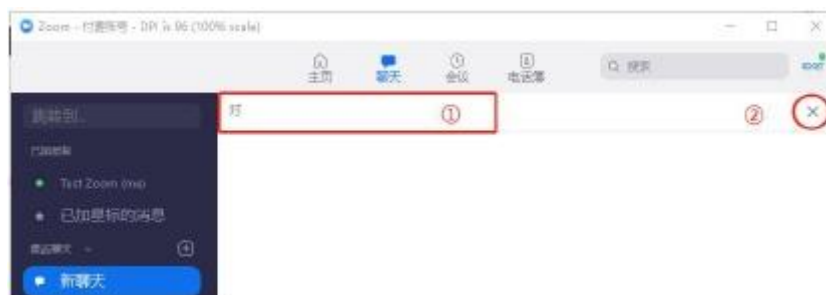 Zoom - 付费账号 - DPI is 96 (100% scale)
主页
聊天
会议
电话簿
搜索
跳转到...
对
①
②
已加星标
Test Zoom (me)
已加星标的消息
最近聊天
新聊天